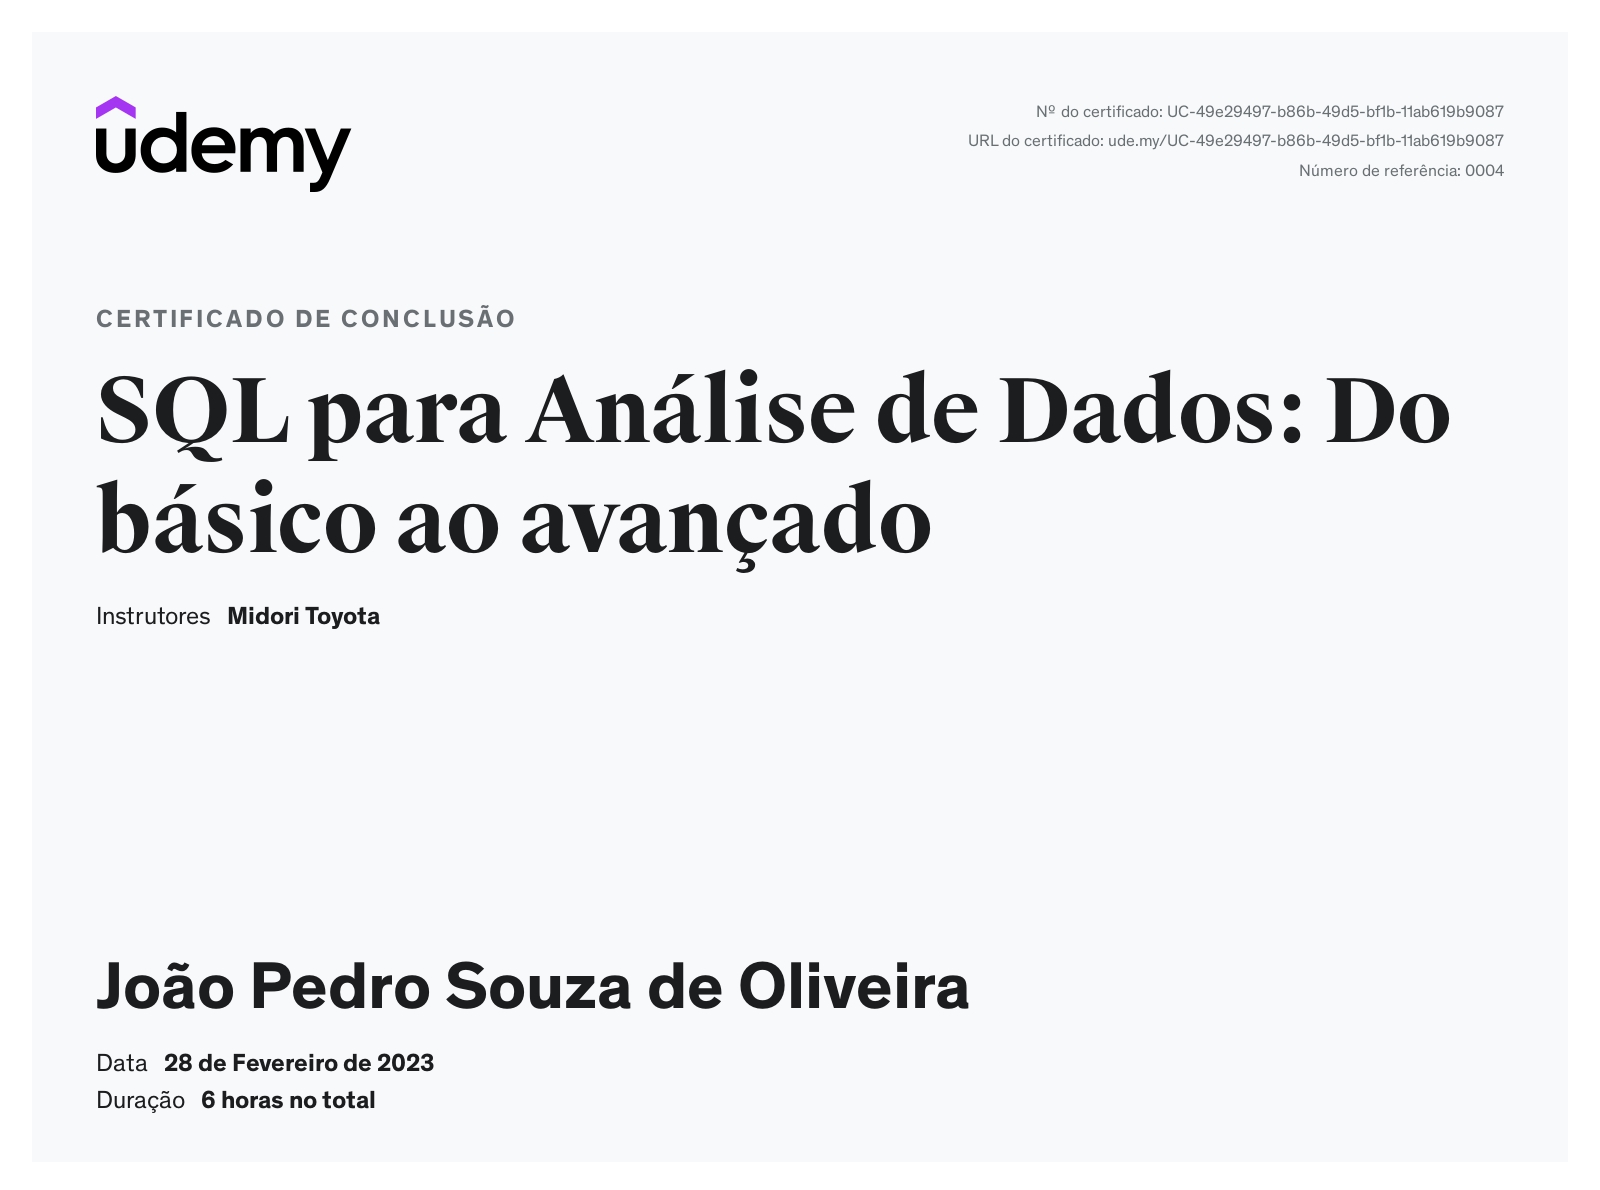 udemy
Nº do certificado: UC-49e29497-b86b-49d5-bf1b-11ab619b9087
URL do certificado: ude.my/UC-49e29497-b86b-49d5-bf1b-11ab619b9087
Número de referência: 0004
CERTIFICADO DE CONCLUSÃO
SQL para Análise de Dados: Do
básico ao avançado
Instrutores Midori Toyota
João Pedro Souza de Oliveira
Data 28 de Fevereiro de 2023
Duração 6 horas no total